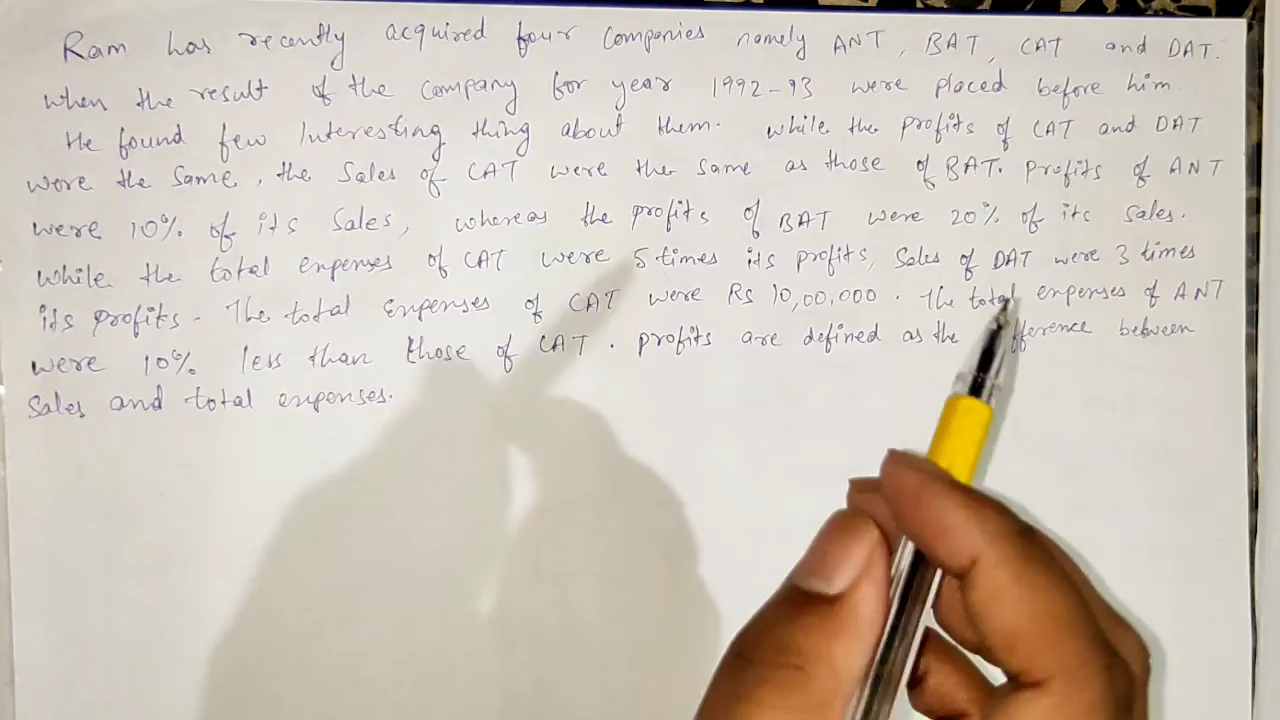 Ram has recently acquired four companies namely ANT, BAT, CAT and DAT.
when the result of the company for year 1992-93 were placed before him.
He found few Interesting thing about them. while the profits of CAT and DAT
were the same, the sales of CAT were the same as those of BAT. profits of ANT
were 10% of its sales, whereas the profits of BAT were 20% of its sales.
while the total expenses of CAT were 5 times its profits, sales of DAT were 3 times
its profits. The total expenses of CAT were Rs 10,00,000. The total expenses of ANT
were 10% less than those of CAT. profits are defined as the fference between
sales and total expenses.